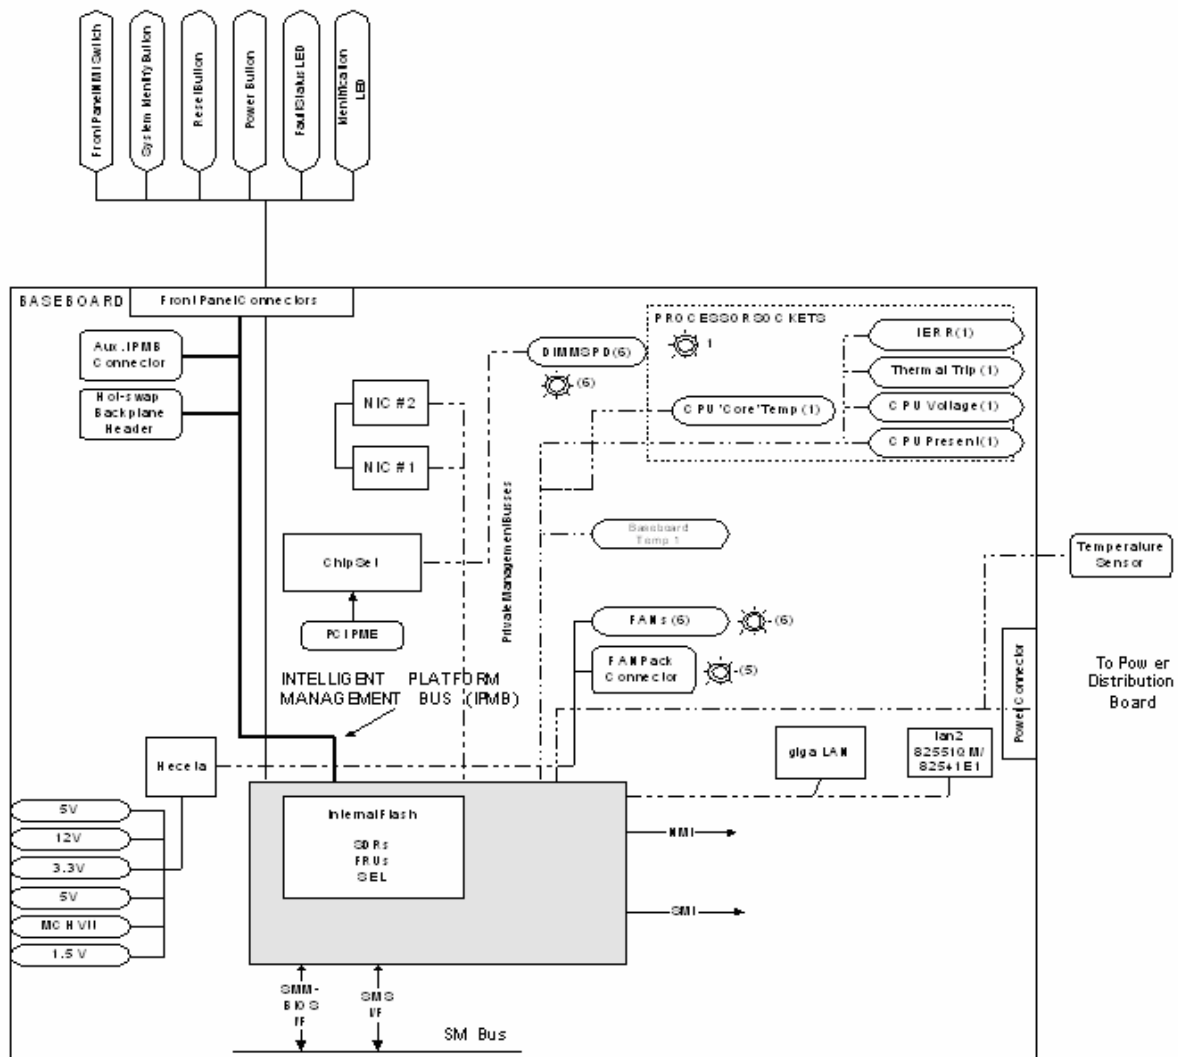 Front Panel NMI Switch
System Identity Button
Reset Button
Power Button
Fault Status LED
Identification
LED
BASEBOARD
Front Panel Connectors
Aux. IPMB
Connector
Hot-swap
Backplane
Header
NIC #2
NIC #1
DIMM SPD (6)
(6)
PROCESSOR SOCKETS
1
CPU 'Core' Temp (1)
IERR (1)
Thermal Trip (1)
CPU Voltage (1)
CPU Present (1)
Private Management Busses
Baseboard
Temp 1
Chip Set
PCI PME
Temperature
Sensor
FANs (6)
(6)
FAN Pack
Connector
(5)
Power Connector
To Power
Distribution
Board
INTELLIGENT PLATFORM
MANAGEMENT BUS (IPMB)
Heceta
giga LAN
lan2
82551QM/
82541E1
5V
12V
3.3V
5V
MCH Vtt
1.5V
Internal Flash
SDRs
FRUs
SEL
NMI
SMI
SMM-
BIOS
I/F
SMS
I/F
SM Bus